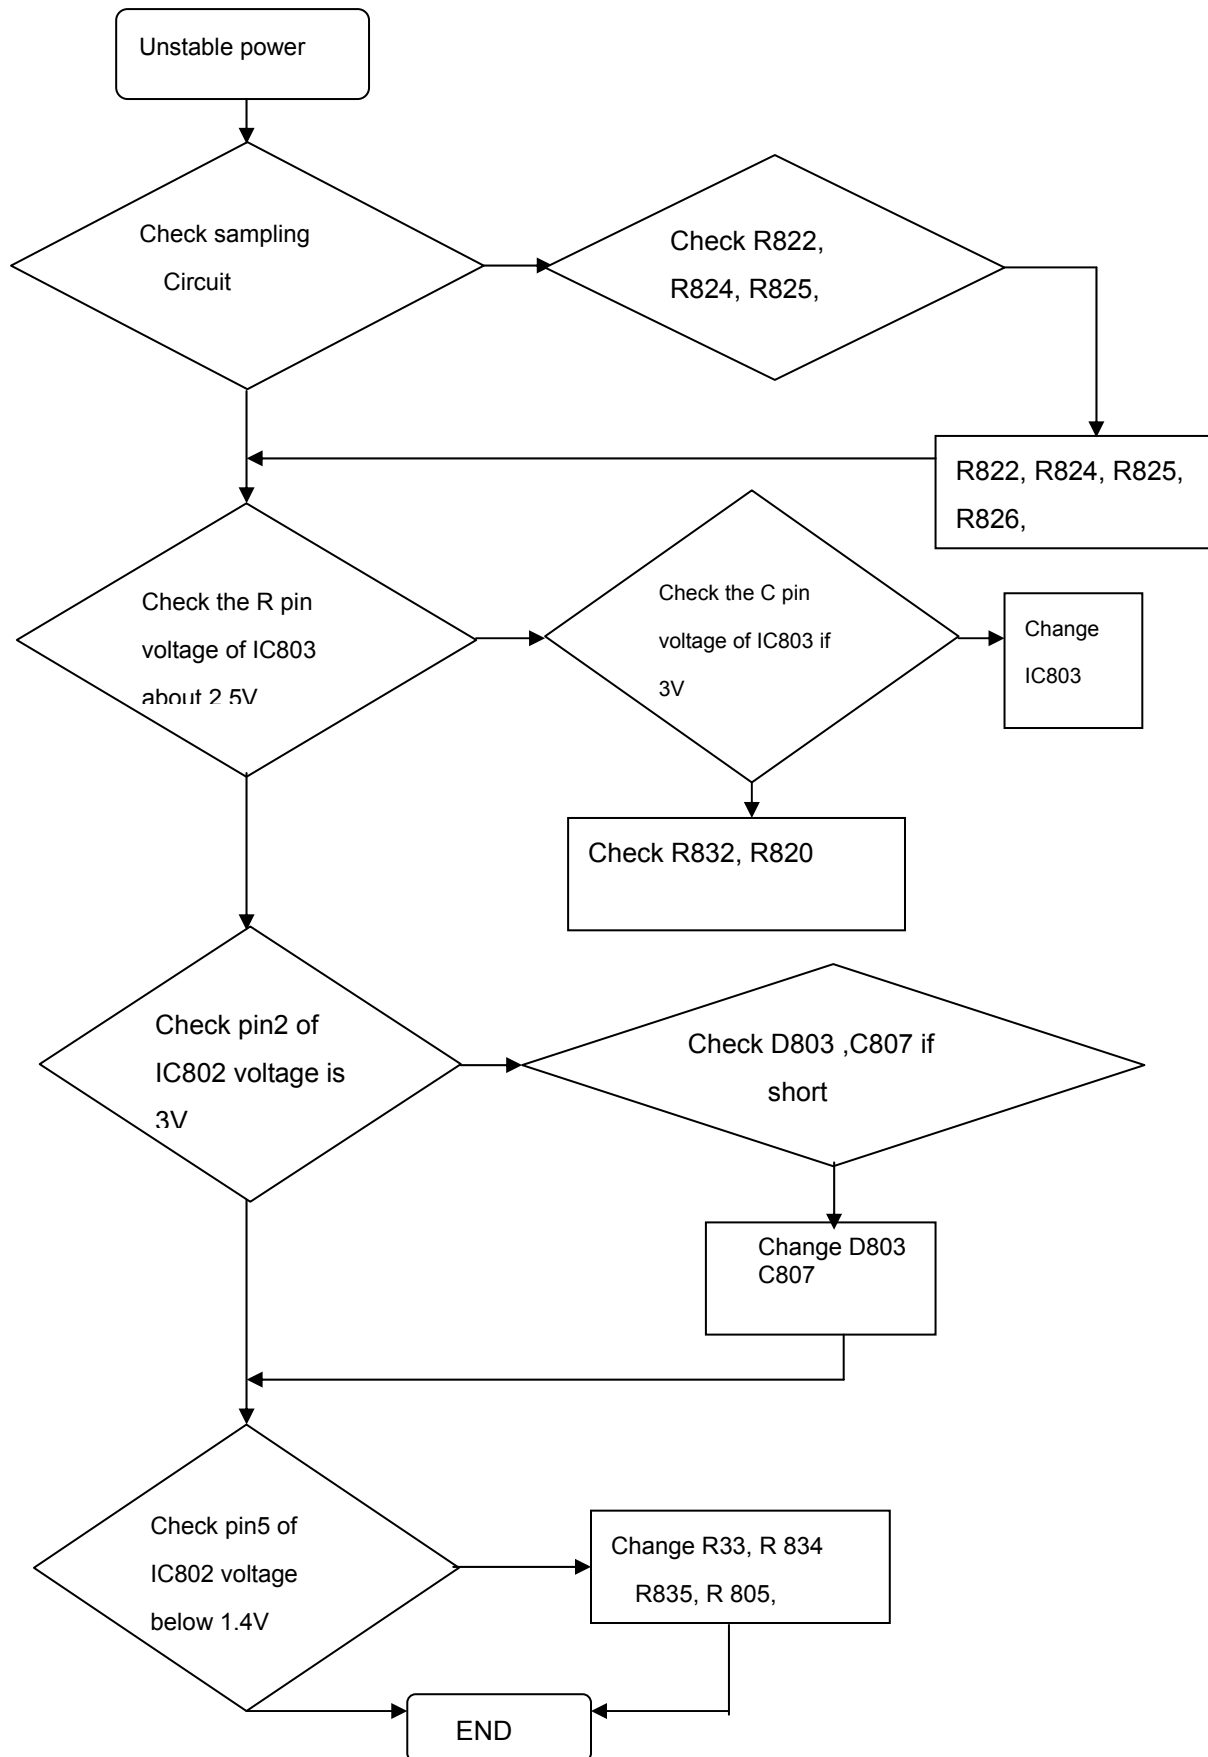 Unstable power
Check sampling
Circuit
Check R822,
R824, R825,
R822, R824, R825,
R826,
Check the R pin
voltage of IC803
about 2.5V
Check the C pin
voltage of IC803 if
3V
Change
IC803
Check R832, R820
Check pin2 of
IC802 voltage is
3V
Check D803 ,C807 if
short
Change D803
C807
Check pin5 of
IC802 voltage
below 1.4V
Change R33, R 834
R835, R 805,
END